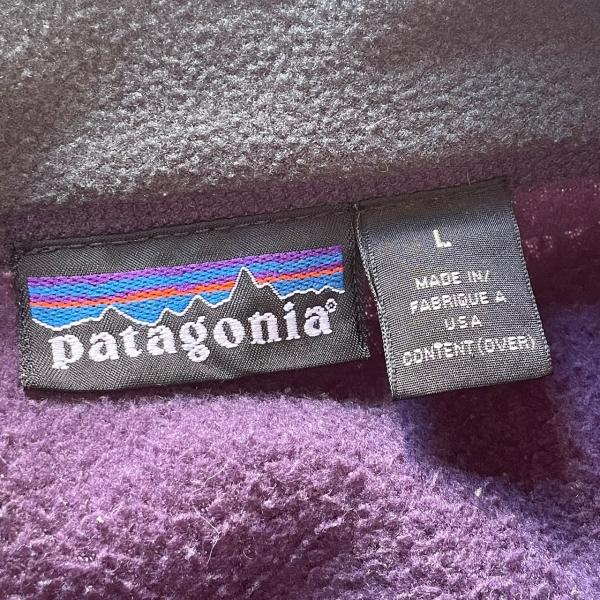 patagonia®
L
MADE IN/
FABRIQUE A
USA
CONTENT (OVER)